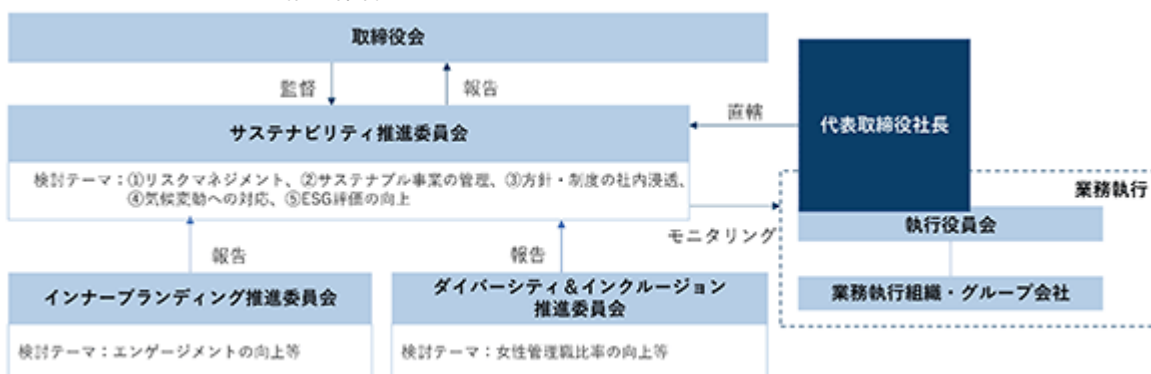 取締役会
監督
報告
直轄
代表取締役社長
サステナビリティ推進委員会
検討テーマ：①リスクマネジメント、②サステナブル事業の管理、③方針・制度の社内浸透、
④気候変動への対応、⑤ESG評価の向上
モニタリング
業務執行
執行役員会
業務執行組織・グループ会社
報告
報告
インナーブランディング推進委員会
検討テーマ：エンゲージメントの向上等
ダイバーシティ＆インクルージョン
推進委員会
検討テーマ：女性管理職比率の向上等